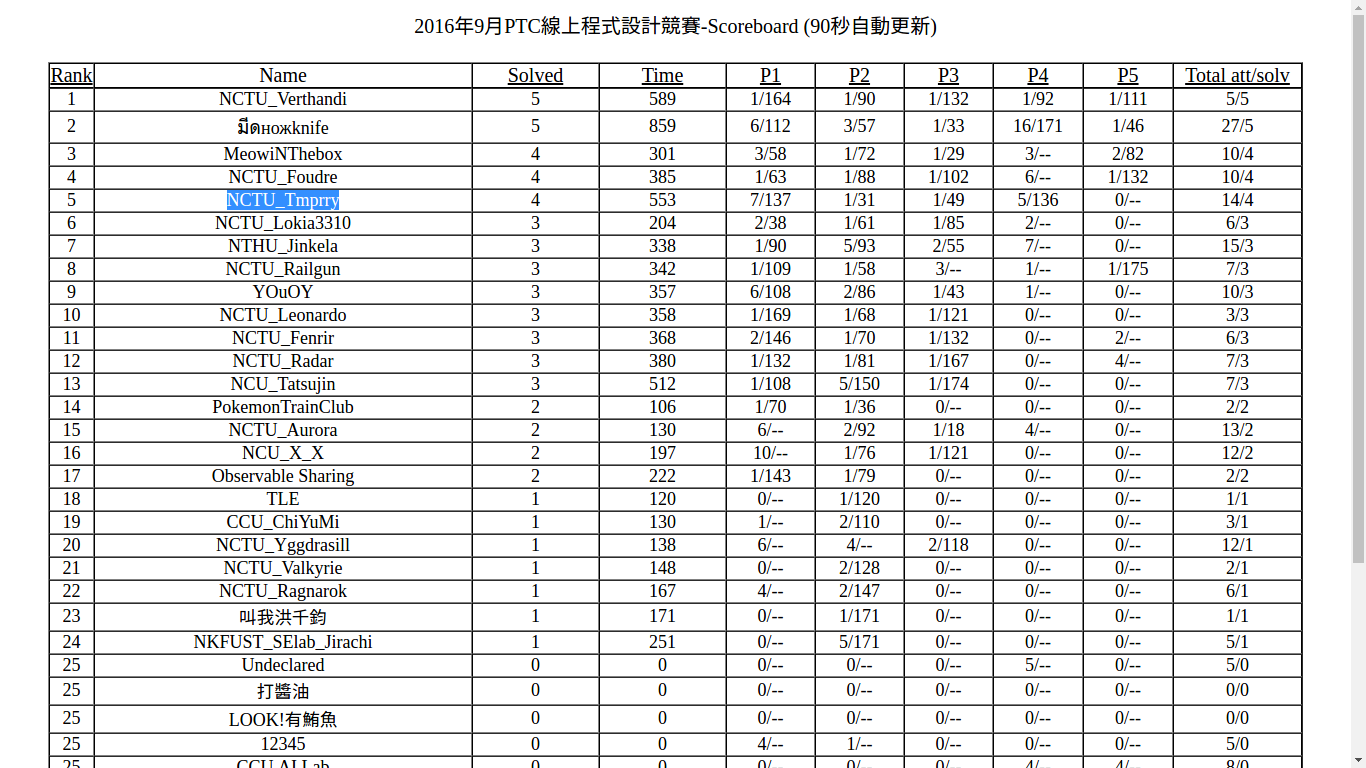 2016年9月PTC線上程式設計競賽-Scoreboard (90秒自動更新)
Rank Name Solved Time P1 P2 P3 P4 P5 Total att/solv
1 NCTU_Verthandi 5 589 1/164 1/90 1/132 1/92 1/111 5/5
2 มีดножknife 5 859 6/112 3/57 1/33 16/171 1/46 27/5
3 MeowiNThebox 4 301 3/58 1/72 1/29 3/-- 2/82 10/4
4 NCTU_Foudre 4 385 1/63 1/88 1/102 6/-- 1/132 10/4
5 NCTU_Tmprry 4 553 7/137 1/31 1/49 5/136 0/-- 14/4
6 NCTU_Lokia3310 3 204 2/38 1/61 1/85 2/-- 0/-- 6/3
7 NTHU_Jinkela 3 338 1/90 5/93 2/55 7/-- 0/-- 15/3
8 NCTU_Railgun 3 342 1/109 1/58 3/-- 1/-- 1/175 7/3
9 YOuOY 3 357 6/108 2/86 1/43 1/-- 0/-- 10/3
10 NCTU_Leonardo 3 358 1/169 1/68 1/121 0/-- 0/-- 3/3
11 NCTU_Fenrir 3 368 2/146 1/70 1/132 0/-- 2/-- 6/3
12 NCTU_Radar 3 380 1/132 1/81 1/167 0/-- 4/-- 7/3
13 NCU_Tatsujin 3 512 1/108 5/150 1/174 0/-- 0/-- 7/3
14 PokemonTrainClub 2 106 1/70 1/36 0/-- 0/-- 0/-- 2/2
15 NCTU_Aurora 2 130 6/-- 2/92 1/18 4/-- 0/-- 13/2
16 NCU_X_X 2 197 10/-- 1/76 1/121 0/-- 0/-- 12/2
17 Observable Sharing 2 222 1/143 1/79 0/-- 0/-- 0/-- 2/2
18 TLE 1 120 0/-- 1/120 0/-- 0/-- 0/-- 1/1
19 CCU_ChiYuMi 1 130 1/-- 2/110 0/-- 0/-- 0/-- 3/1
20 NCTU_Yggdrasill 1 138 6/-- 4/-- 2/118 0/-- 0/-- 12/1
21 NCTU_Valkyrie 1 148 0/-- 2/128 0/-- 0/-- 0/-- 2/1
22 NCTU_Ragnarok 1 167 4/-- 2/147 0/-- 0/-- 0/-- 6/1
23 叫我洪千鈞 1 171 0/-- 1/171 0/-- 0/-- 0/-- 1/1
24 NKFUST_SElab_Jirachi 1 251 0/-- 5/171 0/-- 0/-- 0/-- 5/1
25 Undeclared 0 0 0/-- 0/-- 0/-- 5/-- 0/-- 5/0
25 打醬油 0 0 0/-- 0/-- 0/-- 0/-- 0/-- 0/0
25 LOOK!有鮪魚 0 0 0/-- 0/-- 0/-- 0/-- 0/-- 0/0
25 12345 0 0 4/-- 1/-- 0/-- 0/-- 0/-- 5/0
25 CCU AI Lab 0 0 0/-- 0/-- 0/-- 4/-- 4/-- 8/0